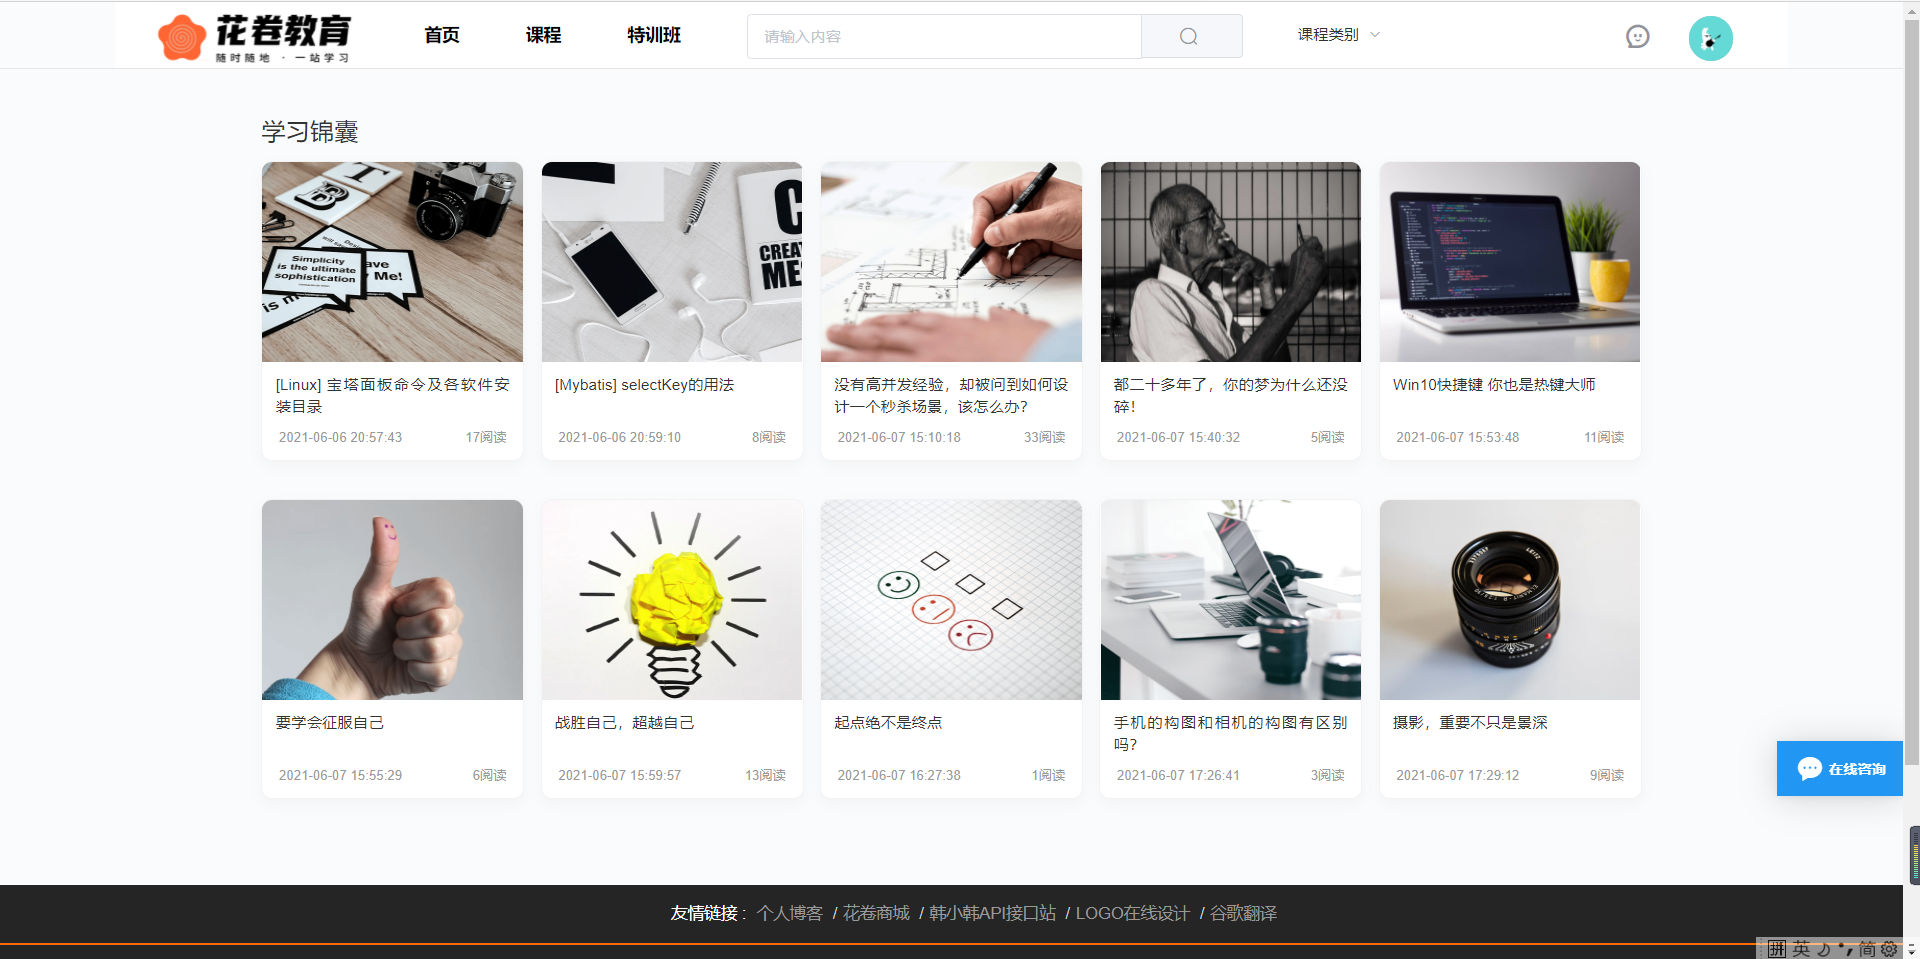 花卷教育
随时随地 · 一站学习
首页
课程
特训班
请输入内容
课程类别
学习锦囊
B
T
Simplicity
is the ultimate
sophistication
ave
Me!
is m
C
CREAT
ME
[Linux] 宝塔面板命令及各软件安
装目录
2021-06-06 20:57:43
17阅读
[Mybatis] selectKey的用法
2021-06-06 20:59:10
8阅读
没有高并发经验，却被问到如何设
计一个秒杀场景，该怎么办？
2021-06-07 15:10:18
33阅读
都二十多年了，你的梦为什么还没
碎！
2021-06-07 15:40:32
5阅读
Win10快捷键 你也是热键大师
2021-06-07 15:53:48
11阅读
要学会征服自己
2021-06-07 15:55:29
6阅读
战胜自己，超越自己
2021-06-07 15:59:57
13阅读
起点绝不是终点
2021-06-07 16:27:38
1阅读
手机的构图和相机的构图有区别
吗？
2021-06-07 17:26:41
3阅读
摄影，重要不只是景深
2021-06-07 17:29:12
9阅读
在线咨询
友情链接： 个人博客 / 花卷商城 / 韩小韩API接口站 / LOGO在线设计 / 谷歌翻译
拼 英 简